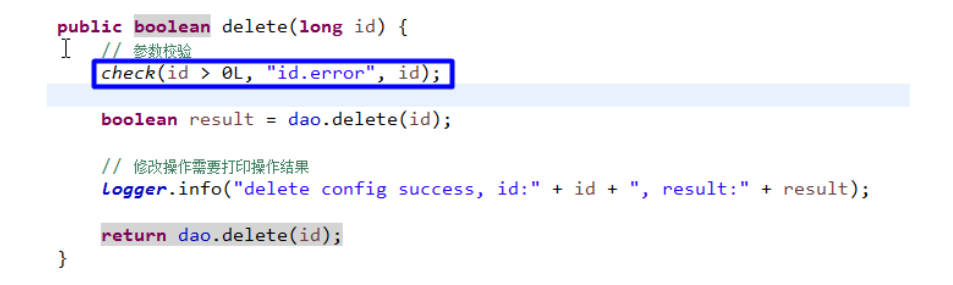 public boolean delete(long id) {
// 参数校验
check(id > 0L, "id.error", id);
boolean result = dao.delete(id);
// 修改操作需要打印操作结果
Logger.info("delete config success, id:" + id + ", result:" + result);
return dao.delete(id);
}